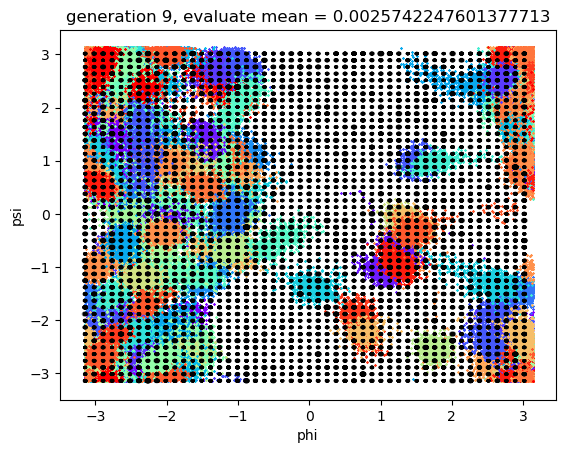 generation 9, evaluate mean = 0.0025742247601377713
3
2
1
0
−1
−2
−3
psi
−3 −2 −1 0 1 2 3
phi